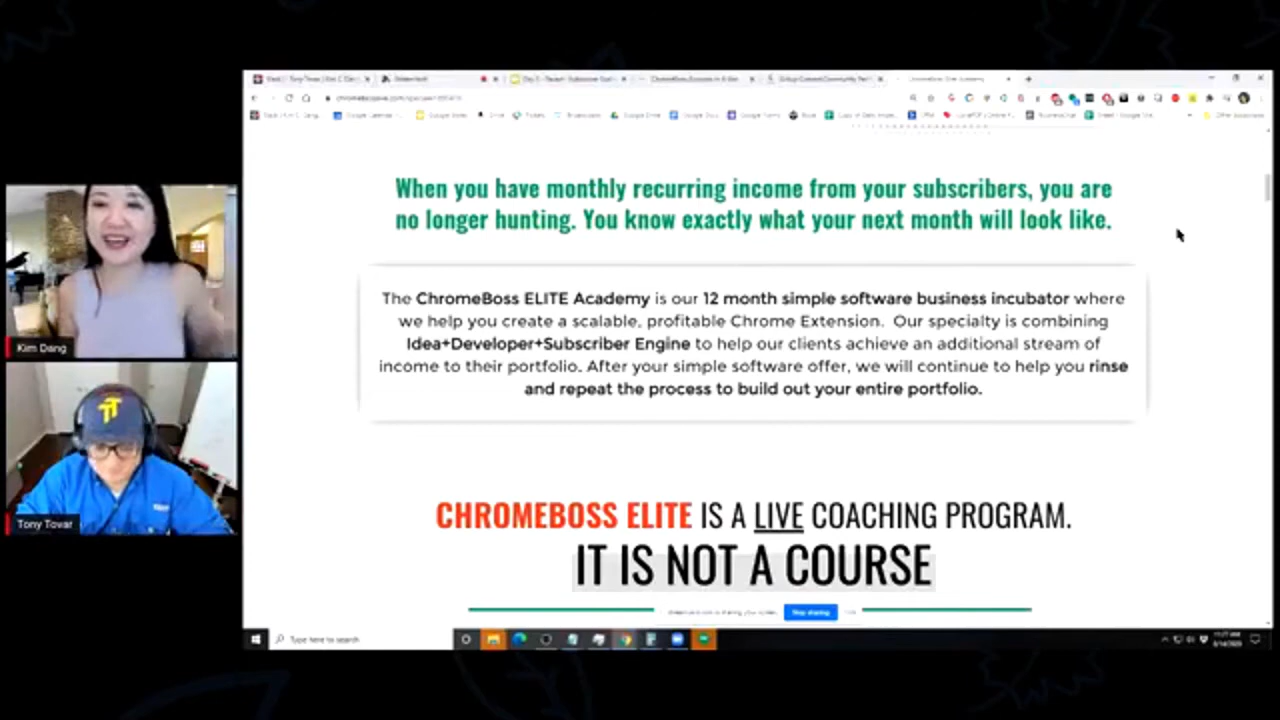 Kim Dang
Tony Tovar
When you have monthly recurring income from your subscribers, you are
no longer hunting. You know exactly what your next month will look like.
The ChromeBoss ELITE Academy is our 12 month simple software business incubator where
we help you create a scalable, profitable Chrome Extension. Our specialty is combining
Idea+Developer+Subscriber Engine to help our clients achieve an additional stream of
income to their portfolio. After your simple software offer, we will continue to help you rinse
and repeat the process to build out your entire portfolio.
CHROMEBOSS ELITE IS A LIVE COACHING PROGRAM.
IT IS NOT A COURSE
Stop sharing
Type here to search